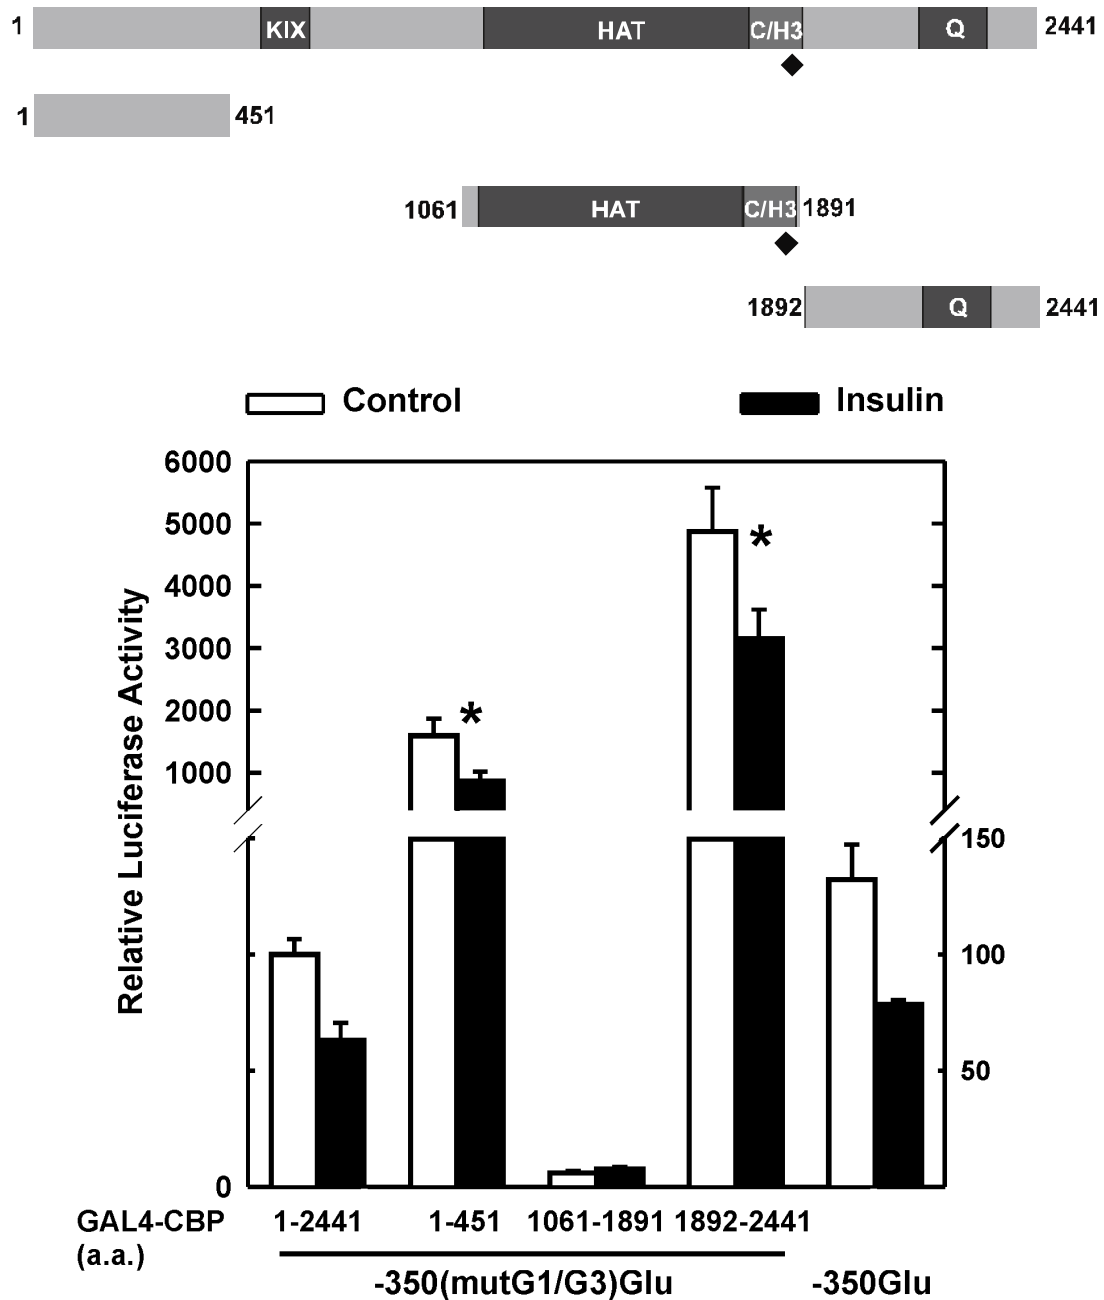 1 KIX HAT C/H3 Q 2441
1 451
1061 HAT C/H3 1891
1892 Q 2441
Control Insulin
6000
5000
4000
3000
2000
1000
150
100
50
0
Relative Luciferase Activity
*
*
GAL4-CBP 1-2441 1-451 1061-1891 1892-2441
(a.a.)
-350(mutG1/G3)Glu -350Glu